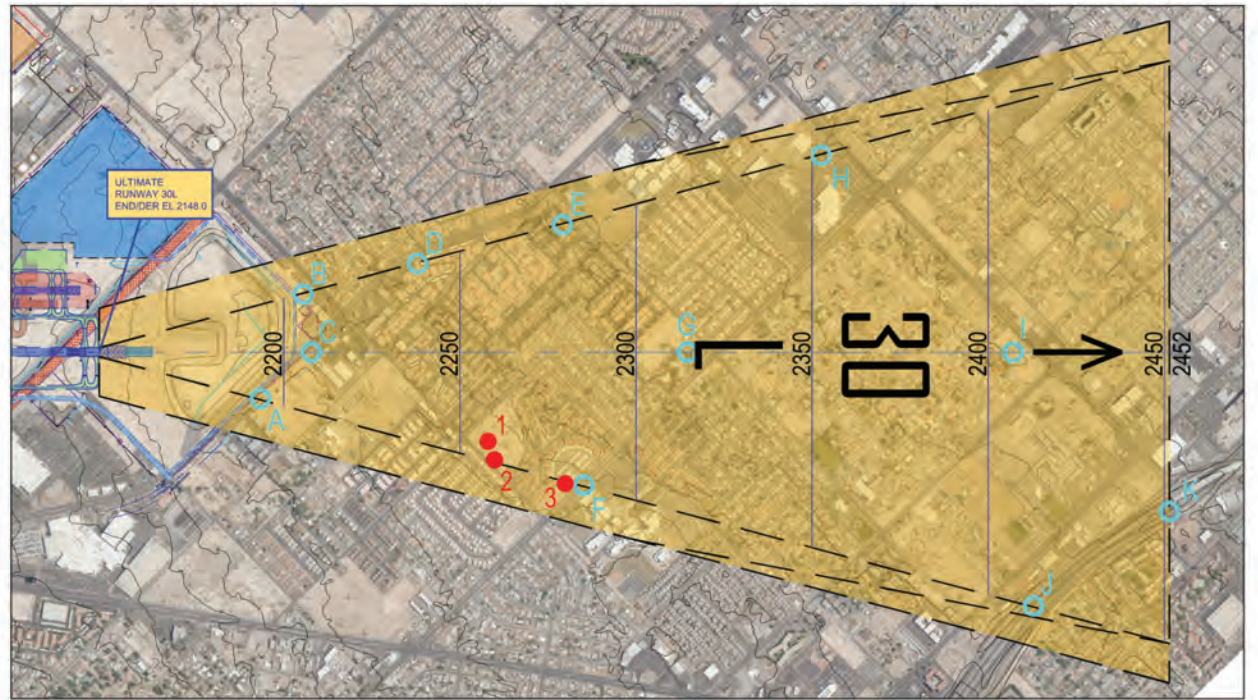 ULTIMATE
RUNWAY 30L
END/DER EL 2148.0
H
E
D
B
C
G
I
A
2200
2250
2300
2350
2400
2450
2452
L
30
1
2
3
F
K
J